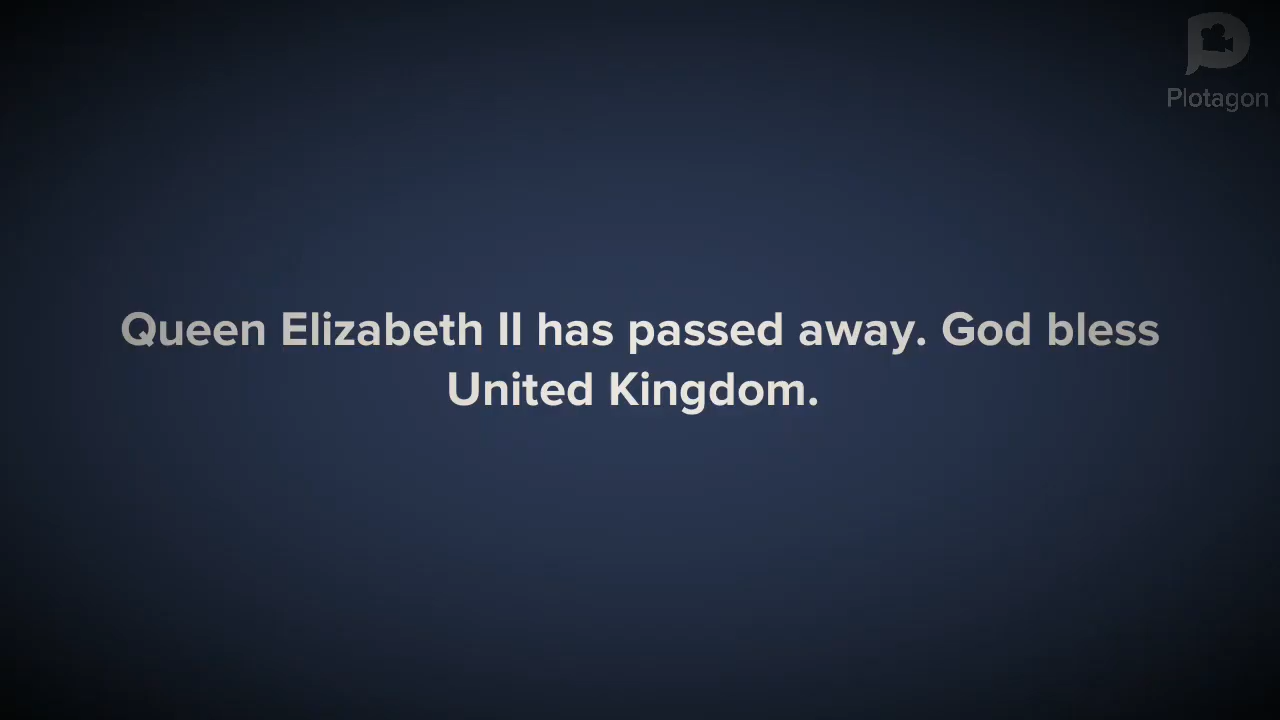 Plotagon
Queen Elizabeth II has passed away. God bless
United Kingdom.